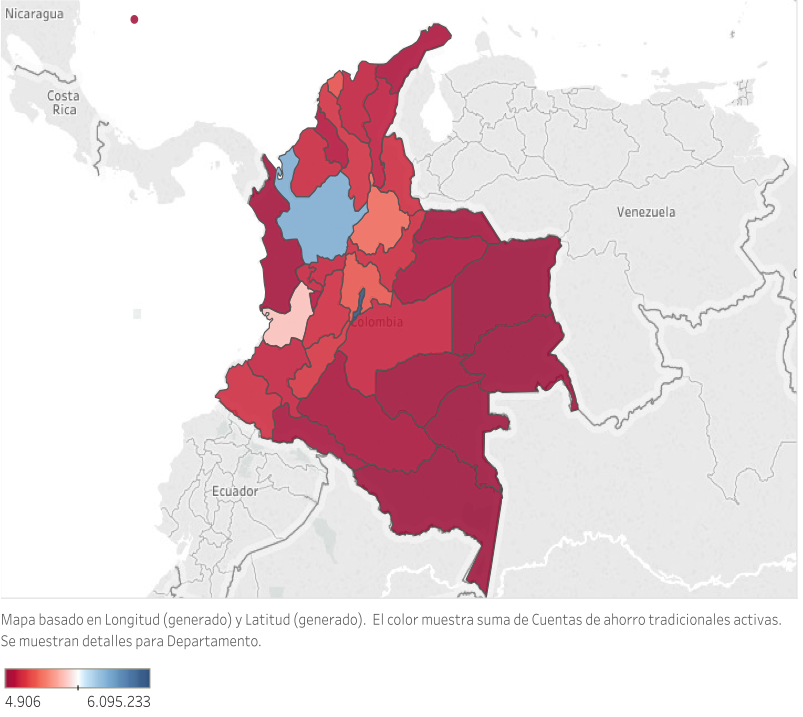 Nicaragua
Costa
Rica
Venezuela
Colombia
Ecuador
Mapa basado en Longitud (generado) y Latitud (generado).  El color muestra suma de Cuentas de ahorro tradicionales activas.
Se muestran detalles para Departamento.
4.906
6.095.233